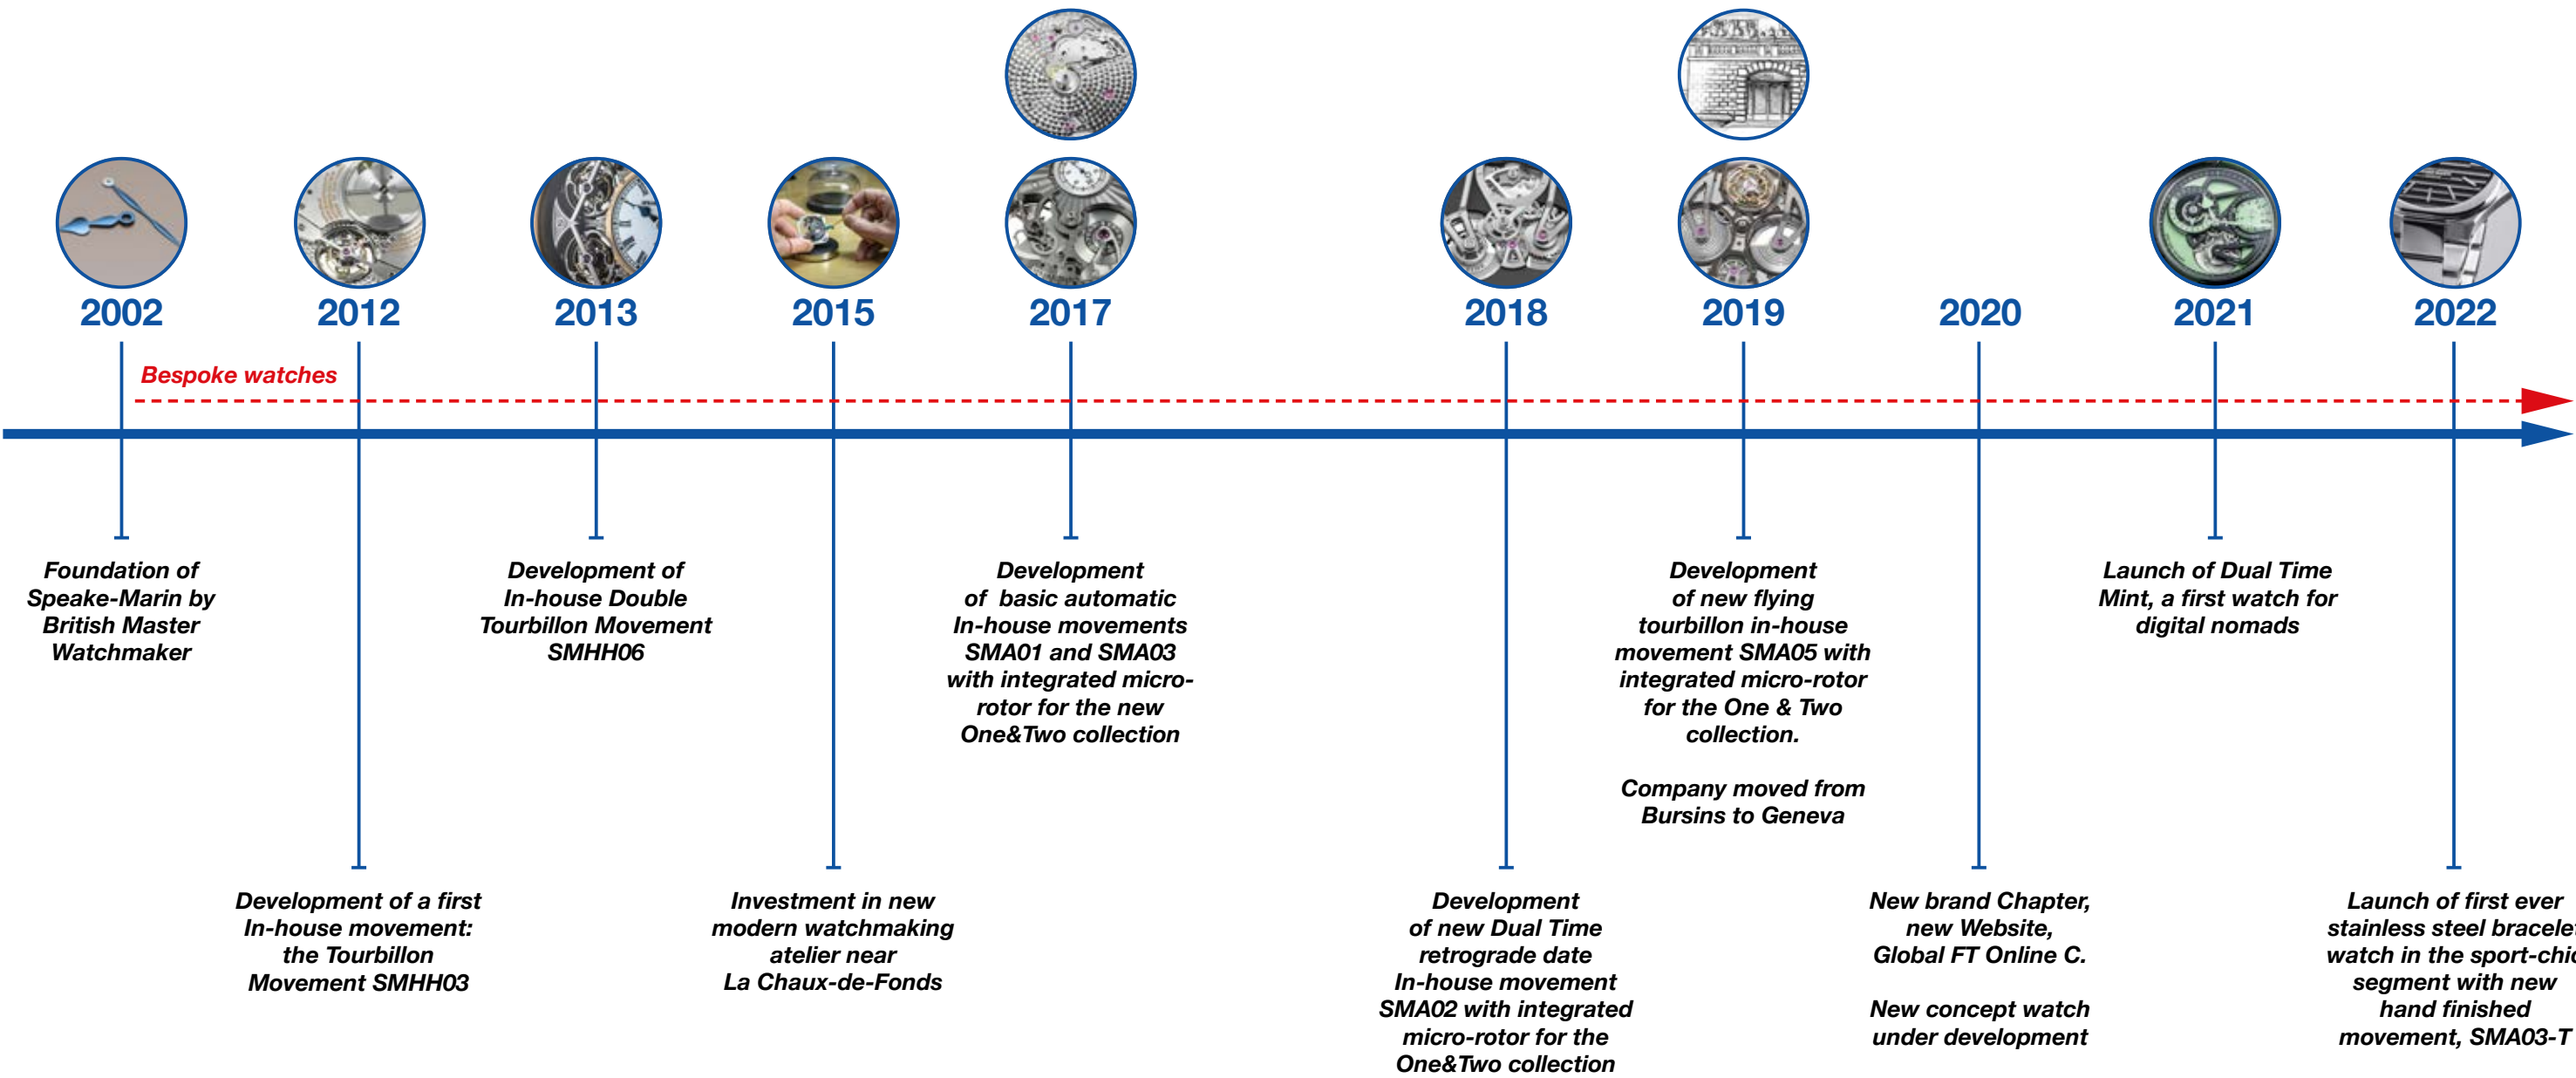 2002
2012
2013
2015
2017
2018
2019
2020
2021
2022
Bespoke watches
Foundation of
Speake-Marin by
British Master
Watchmaker
Development of a first
In-house movement:
the Tourbillon
Movement SMHH03
Development of
In-house Double
Tourbillon Movement
SMHH06
Investment in new
modern watchmaking
atelier near
La Chaux-de-Fonds
Development
of basic automatic
In-house movements
SMA01 and SMA03
with integrated micro-
rotor for the new
One&Two collection
Development
of new Dual Time
retrograde date
In-house movement
SMA02 with integrated
micro-rotor for the
One&Two collection
Development
of new flying
tourbillon in-house
movement SMA05 with
integrated micro-rotor
for the One & Two
collection.
Company moved from
Bursins to Geneva
New brand Chapter,
new Website,
Global FT Online C.
New concept watch
under development
Launch of Dual Time
Mint, a first watch for
digital nomads
Launch of first ever
stainless steel bracelet
watch in the sport-chic
segment with new
hand finished
movement, SMA03-T